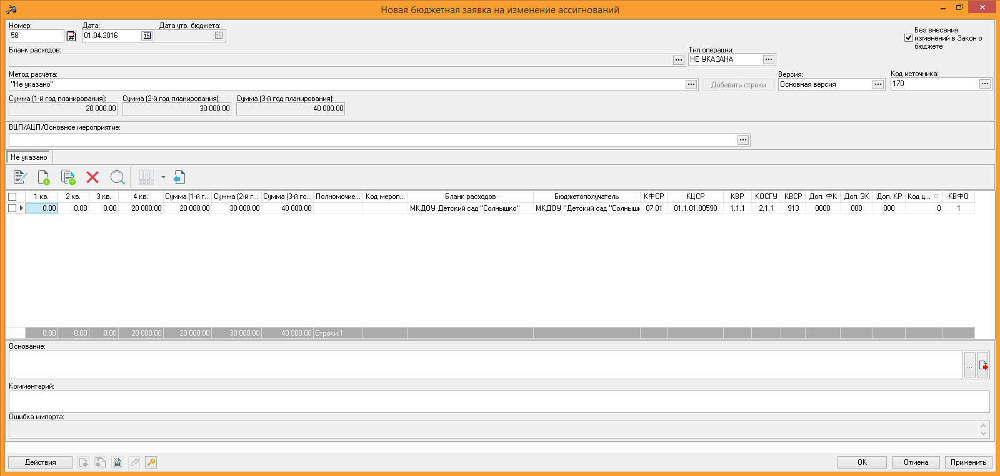 Новая бюджетная заявка на изменение ассигнований
Номер: Дата: Дата утв. бюджета:
58 01.04.2016 15 15
Без внесения
изменений в Закон о
бюджете
Бланк расходов: Тип операции:
... НЕ УКАЗАНА ...
Метод расчёта: Версия: Код источника:
"Не указано" ... Добавить строки Основная версия ... 170 ...
Сумма (1-й год планирования): Сумма (2-й год планирования): Сумма (3-й год планирования):
20 000.00 30 000.00 40 000.00
ВЦП/АЦП/Основное мероприятие:
...
Не указано
1 кв. 2 кв. 3 кв. 4 кв. Сумма (1-й г... Сумма (2-й г... Сумма (3-й го... Полномочие... Код мероп... Бланк расходов Бюджетополучатель КФСР КЦСР КВР КОСГУ КВСР Доп. ФК Доп. ЭК Доп. КР Код ц... КВФО
0.00 0.00 0.00 20 000.00 20 000.00 30 000.00 40 000.00 МКДОУ Детский сад "Солнышко" МКДОУ "Детский сад "Солнышк 07.01 01.1.01.00590 1.1.1 2.1.1 913 0000 000 000 0 1
0.00 0.00 0.00 20 000.00 20 000.00 30 000.00 40 000.00 Строки:1
Основание:
...
Комментарий:
Ошибка импорта:
Действия OK Отмена Применить